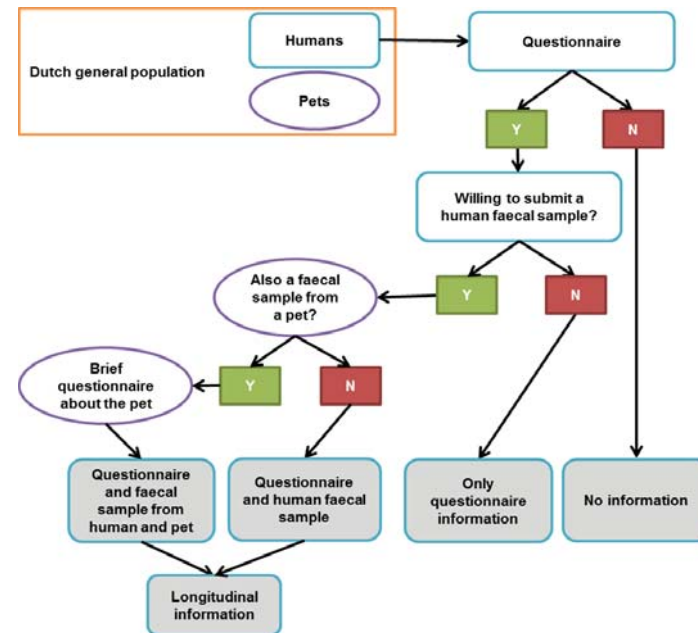 Humans
Questionnaire
Dutch general population
Pets
Y
N
Willing to submit a
human faecal sample?
Also a faecal
sample from
a pet?
Y
N
Brief
questionnaire
about the pet
Y
N
Questionnaire
and faecal
sample from
human and pet
Questionnaire
and human faecal
sample
Only
questionnaire
information
No information
Longitudinal
information